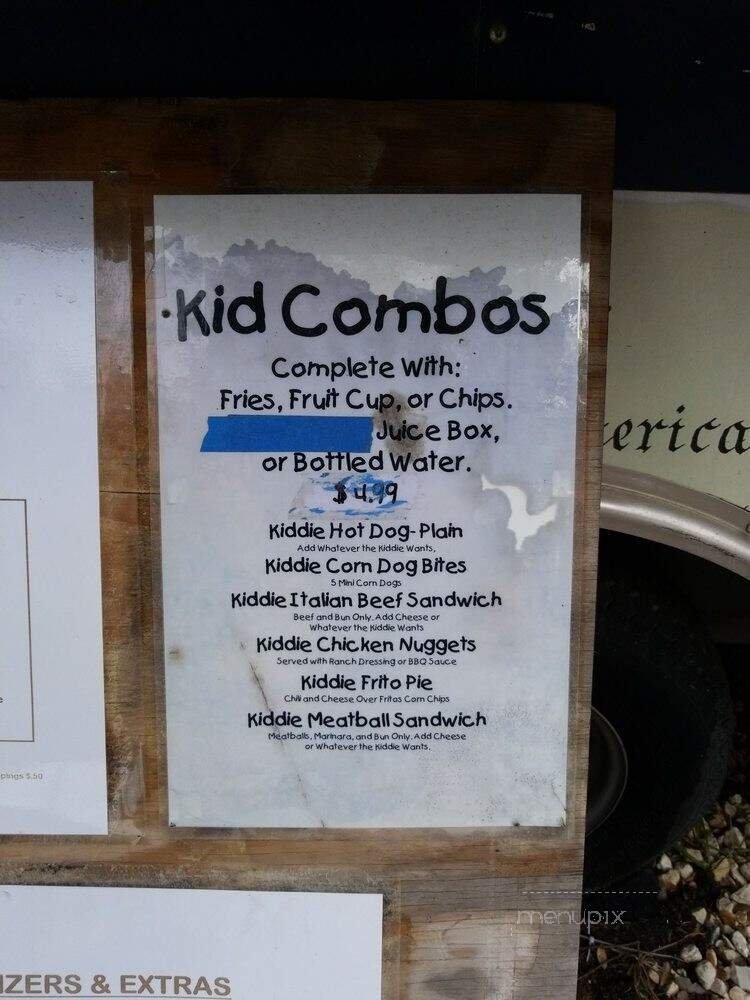 Kid Combos
Complete With:
Fries, Fruit Cup, or Chips.
Juice Box,
or Bottled Water.
$4.99
Kiddie Hot Dog-Plain
Add Whatever the Kiddie Wants.
Kiddie Corn Dog Bites
5 Mini Corn Dogs
Kiddie Italian Beef Sandwich
Beef and Bun Only. Add Cheese or
Whatever the Kiddie Wants
Kiddie Chicken Nuggets
Served with Ranch Dressing or BBQ Sauce
Kiddie Frito Pie
Chili and Cheese Over Fritos Corn Chips
Kiddie Meatball Sandwich
Meatballs, Marinara, and Bun Only. Add Cheese
or Whatever the Kiddie Wants.
erica
e
ppings $.50
IZERS & EXTRAS
menupix